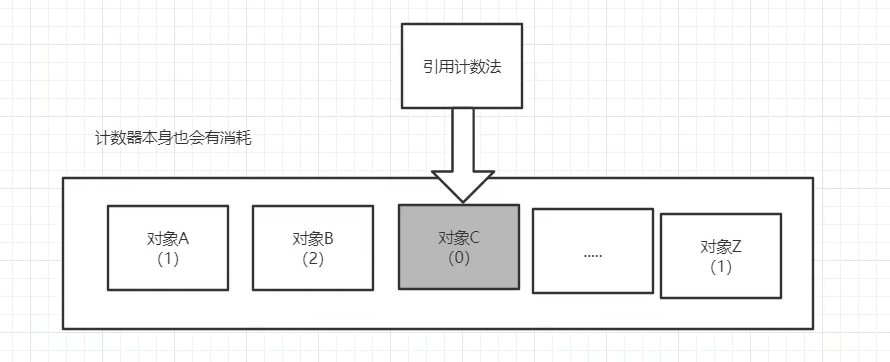 引用计数法
计数器本身也会有消耗
对象A
（1）
对象B
（2）
对象C
（0）
.....
对象Z
（1）